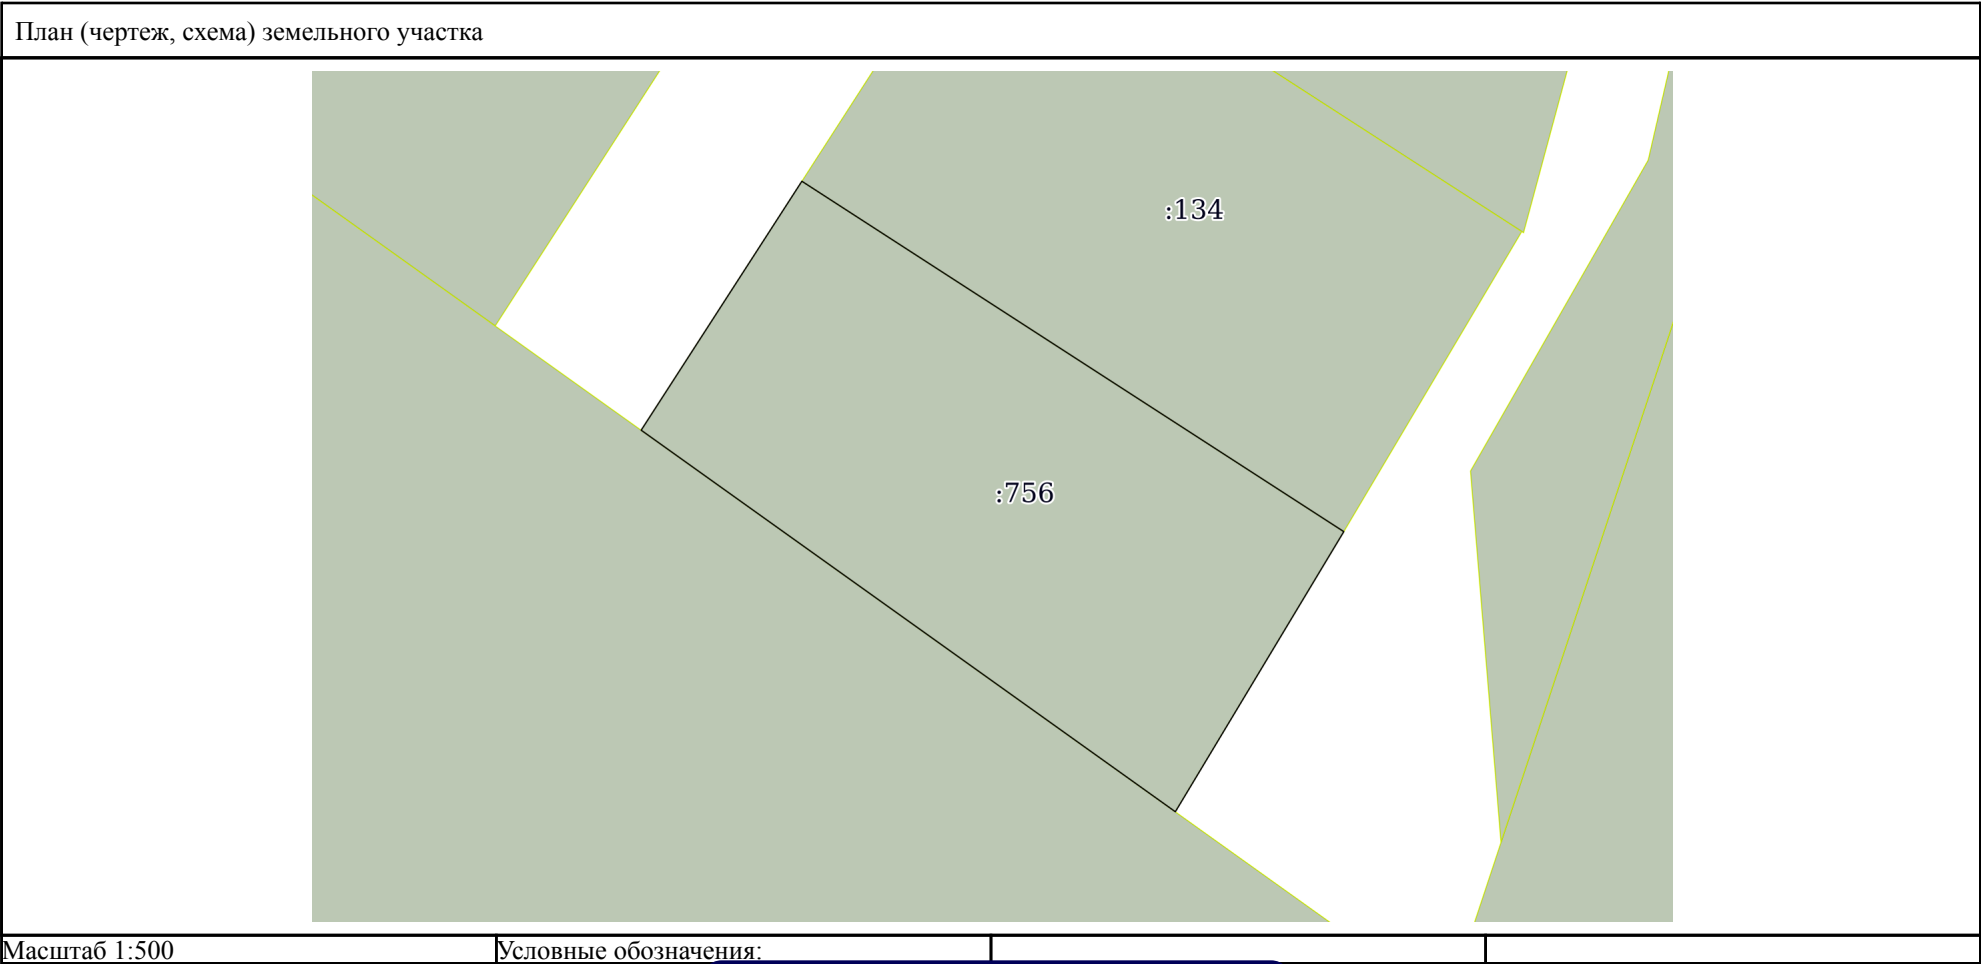 План (чертеж, схема) земельного участка
:134
:756
Масштаб 1:500
Условные обозначения: